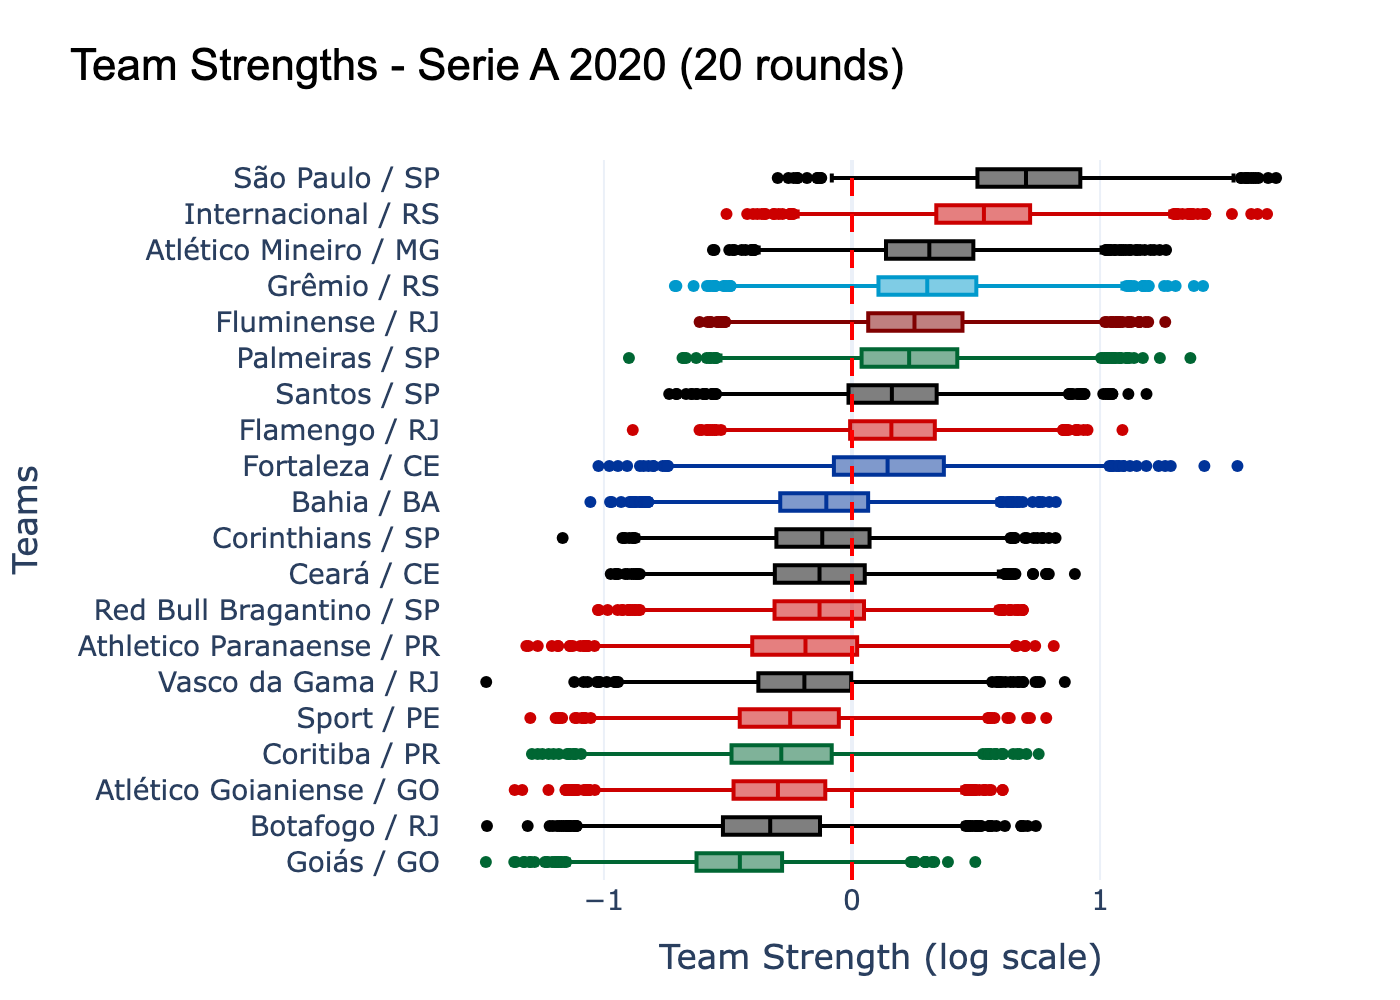 Team Strengths - Serie A 2020 (20 rounds)
Teams
São Paulo / SP
Internacional / RS
Atlético Mineiro / MG
Grêmio / RS
Fluminense / RJ
Palmeiras / SP
Santos / SP
Flamengo / RJ
Fortaleza / CE
Bahia / BA
Corinthians / SP
Ceará / CE
Red Bull Bragantino / SP
Athletico Paranaense / PR
Vasco da Gama / RJ
Sport / PE
Coritiba / PR
Atlético Goianiense / GO
Botafogo / RJ
Goiás / GO
−1 0 1
Team Strength (log scale)